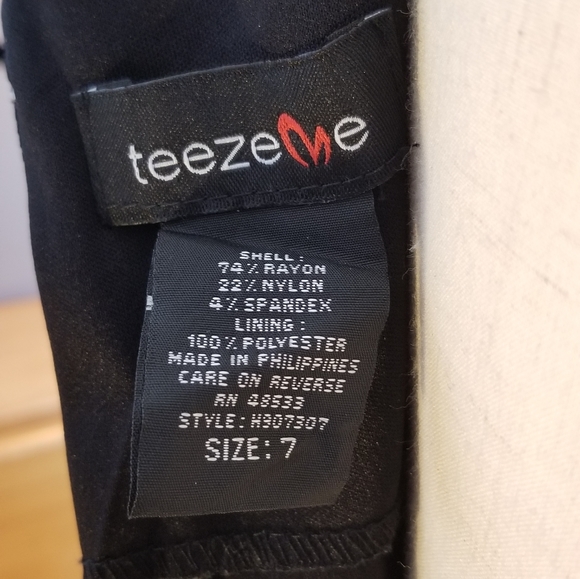 teezeme
SHELL:
74% RAYON
22% NYLON
4% SPANDEX
LINING:
100% POLYESTER
MADE IN PHILIPPINES
CARE ON REVERSE
RN 48533
STYLE: H907307
SIZE: 7